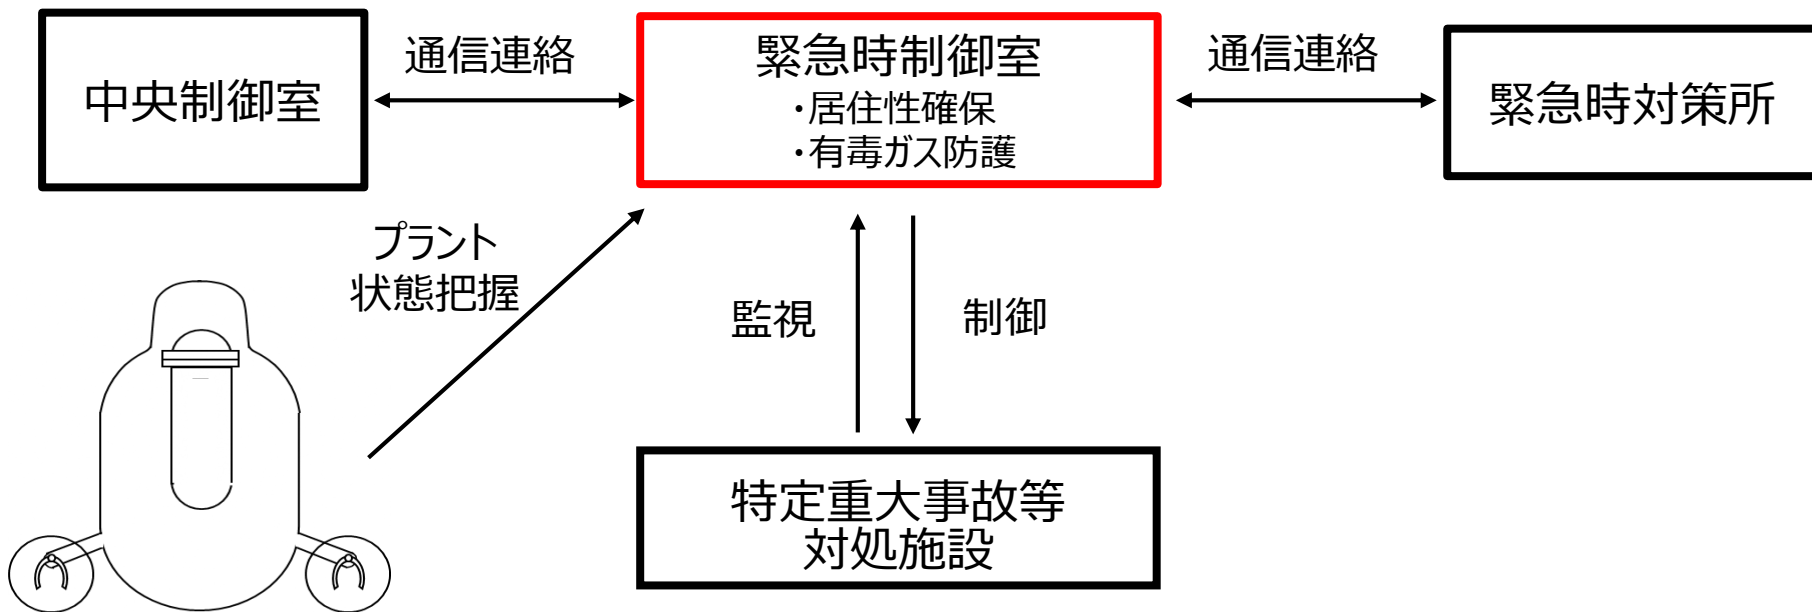 中央制御室
通信連絡
緊急時制御室
・居住性確保
・有毒ガス防護
通信連絡
緊急時対策所
プラント
状態把握
監視
制御
特定重大事故等
対処施設